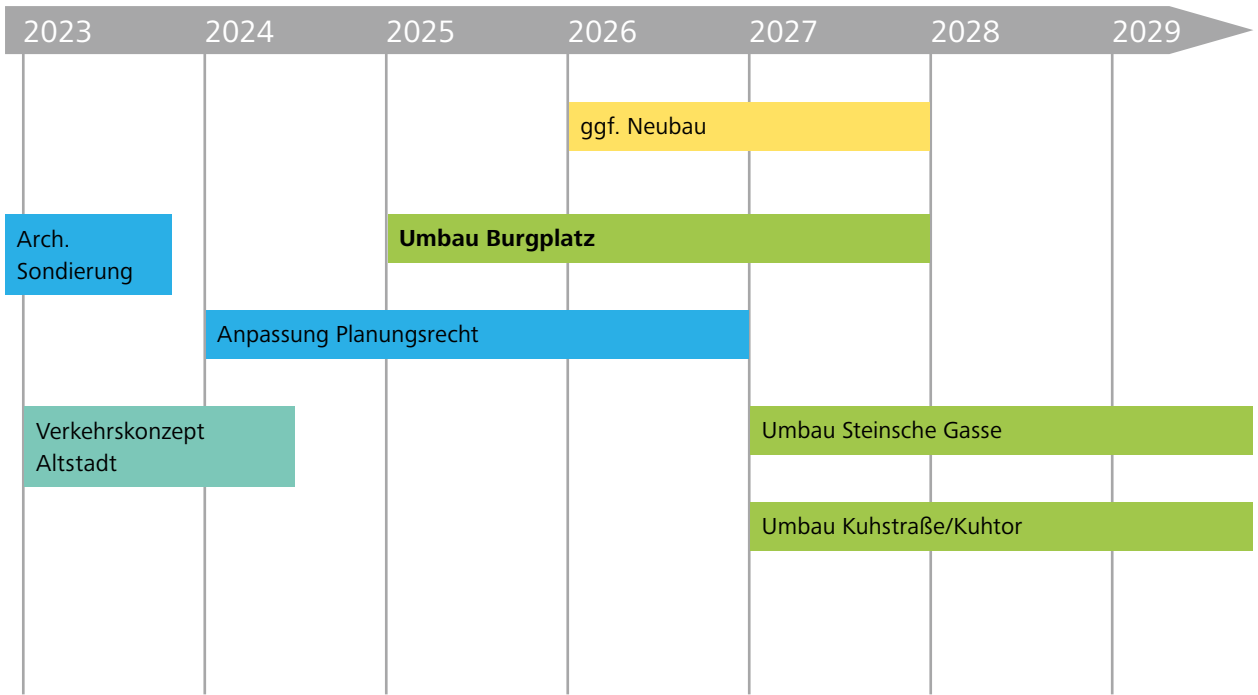 2023 2024 2025 2026 2027 2028 2029
ggf. Neubau
Arch.
Sondierung
Umbau Burgplatz
Anpassung Planungsrecht
Verkehrskonzept
Altstadt
Umbau Steinsche Gasse
Umbau Kuhstraße/Kuhtor